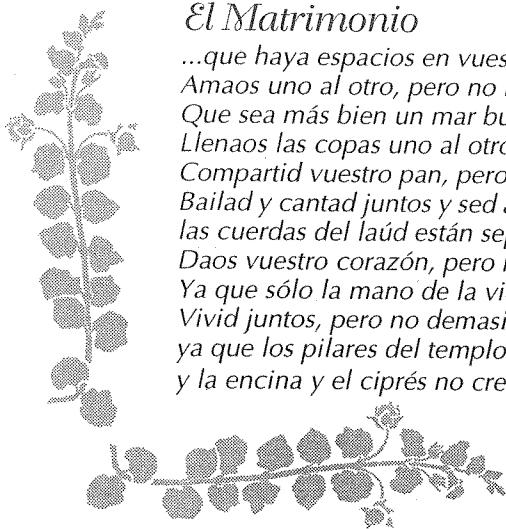 El Matrimonio
...que haya espacios en vues
Amaos uno al otro, pero no
Que sea más bien un mar bu
Llenaos las copas uno al otro
Compartid vuestro pan, pero
Bailad y cantad juntos y sed
las cuerdas del laúd están se
Daos vuestro corazón, pero
Ya que sólo la mano de la vi
Vivid juntos, pero no demasi
ya que los pilares del templo
y la encina y el ciprés no cre